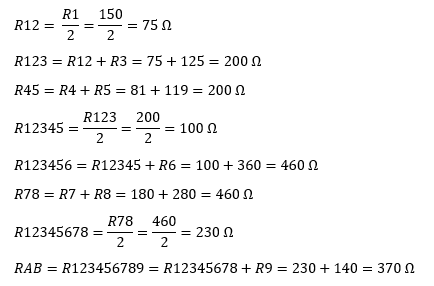 R12 = R1/2 = 150/2 = 75 Ω
R123 = R12 + R3 = 75 + 125 = 200 Ω
R45 = R4 + R5 = 81 + 119 = 200 Ω
R12345 = R123/2 = 200/2 = 100 Ω
R123456 = R12345 + R6 = 100 + 360 = 460 Ω
R78 = R7 + R8 = 180 + 280 = 460 Ω
R12345678 = R78/2 = 460/2 = 230 Ω
RAB = R123456789 = R12345678 + R9 = 230 + 140 = 370 Ω